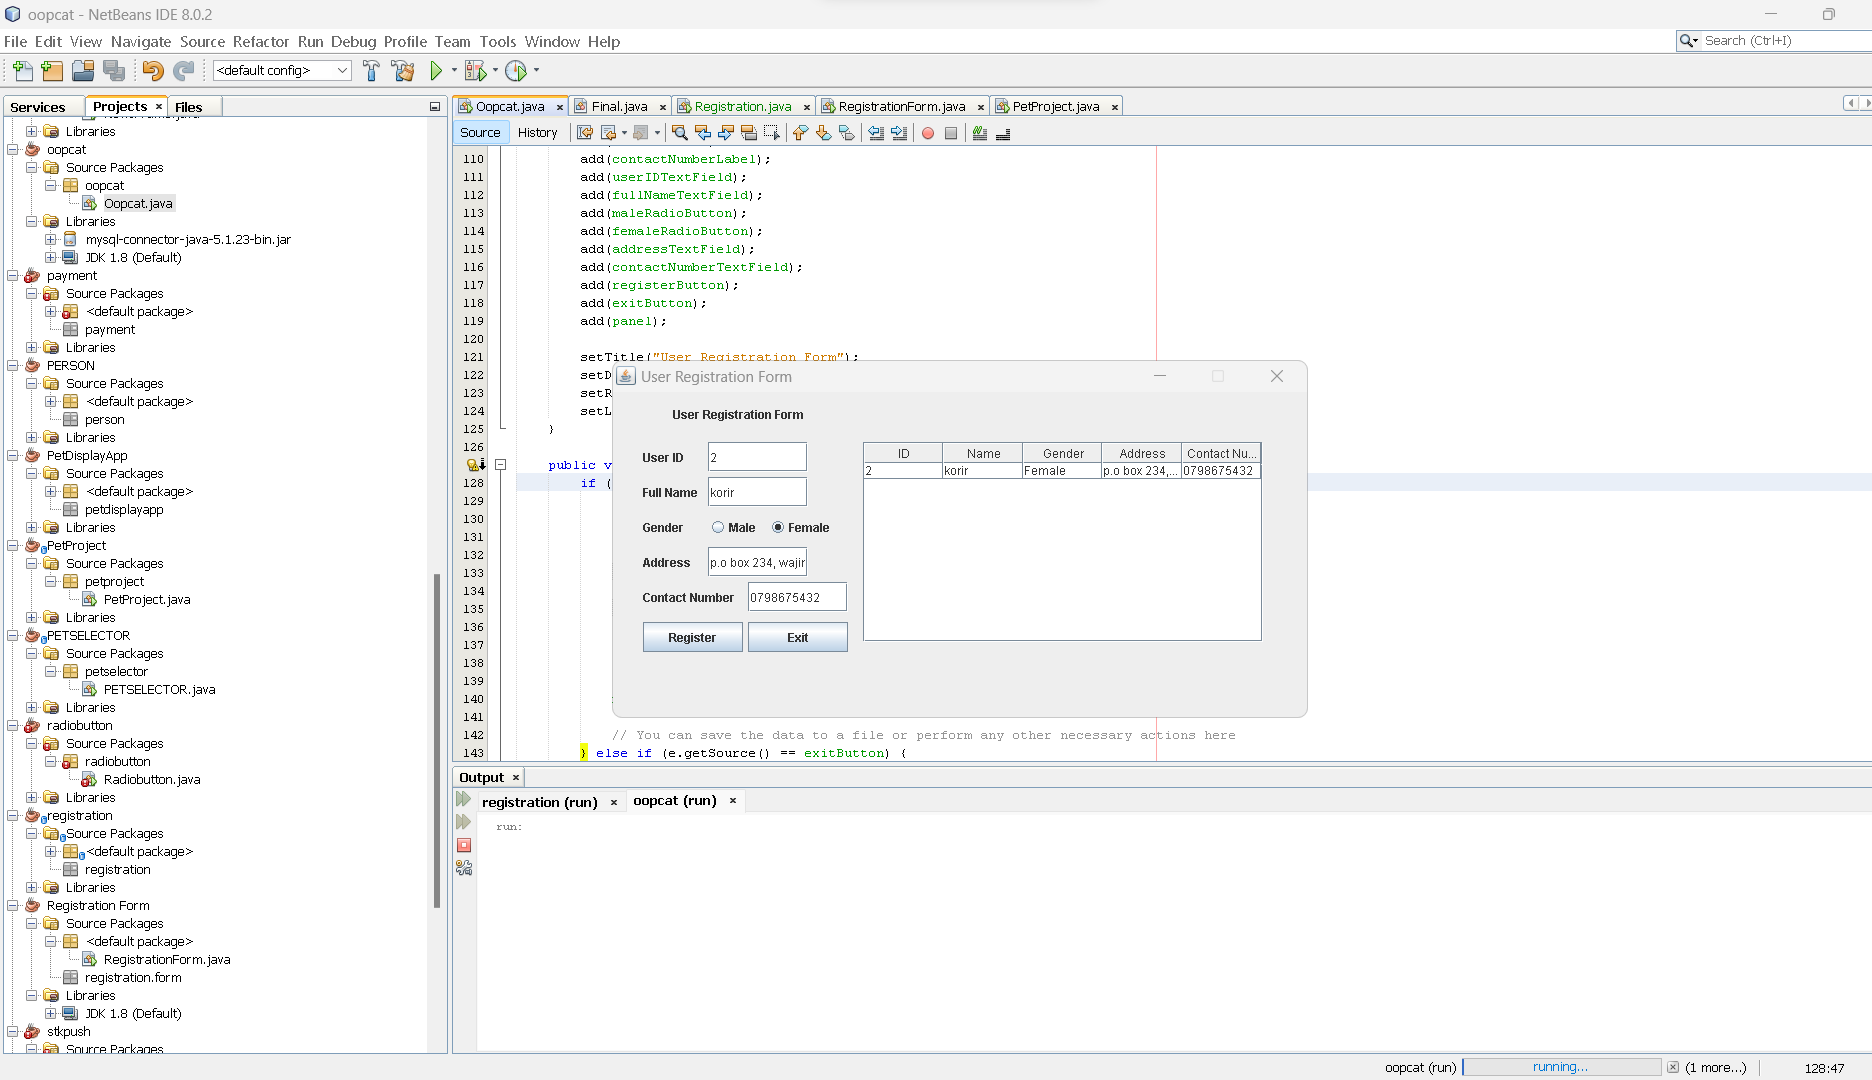 oopcat - NetBeans IDE 8.0.2
File Edit View Navigate Source Refactor Run Debug Profile Team Tools Window Help
Search (Ctrl+I)
<default config>
Services Projects Files
Libraries
oopcat
Source Packages
oopcat
Oopcat.java
Libraries
mysql-connector-java-5.1.23-bin.jar
JDK 1.8 (Default)
payment
Source Packages
<default package>
payment
Libraries
PERSON
Source Packages
<default package>
person
Libraries
PetDisplayApp
Source Packages
<default package>
petdisplayapp
Libraries
PetProject
Source Packages
petproject
PetProject.java
Libraries
PETSELECTOR
Source Packages
petselector
PETSELECTOR.java
Libraries
radiobutton
Source Packages
radiobutton
Radiobutton.java
Libraries
registration
Source Packages
<default package>
registration
Libraries
Registration Form
Source Packages
<default package>
RegistrationForm.java
registration.form
Libraries
JDK 1.8 (Default)
stkpush
Source Packages
Oopcat.java Final.java Registration.java RegistrationForm.java PetProject.java
Source History
110 add(contactNumberLabel);
111 add(userIDTextField);
112 add(fullNameTextField);
113 add(maleRadioButton);
114 add(femaleRadioButton);
115 add(addressTextField);
116 add(contactNumberTextField);
117 add(registerButton);
118 add(exitButton);
119 add(panel);
120
121 setTitle("User Registration Form");
122 setD
123 setR
124 setL
125 }
126
public v
128 if (
129
130
131
132
133
134
135
136
137
138
139
140
141
142 // You can save the data to a file or perform any other necessary actions here
143 } else if (e.getSource() == exitButton) {
User Registration Form
User Registration Form
User ID 2
Full Name korir
Gender Male Female
Address p.o box 234, wajir
Contact Number 0798675432
Register Exit
ID Name Gender Address Contact Nu...
2 korir Female p.o box 234,... 0798675432
Output
registration (run) oopcat (run)
run:
oopcat (run) running... (1 more...) 128:47